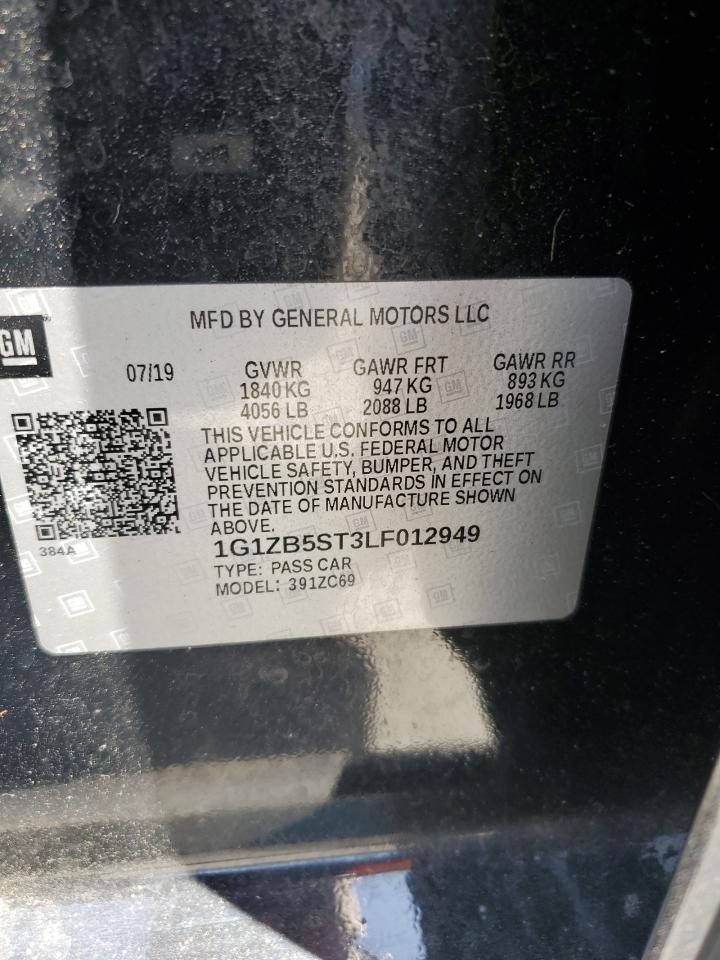 MFD BY GENERAL MOTORS LLC
GM
07/19 GVWR GAWR FRT GAWR RR
1840 KG 947 KG 893 KG
4056 LB 2088 LB 1968 LB
THIS VEHICLE CONFORMS TO ALL
APPLICABLE U.S. FEDERAL MOTOR
VEHICLE SAFETY, BUMPER, AND THEFT
PREVENTION STANDARDS IN EFFECT ON
THE DATE OF MANUFACTURE SHOWN
ABOVE.
384A
1G1ZB5ST3LF012949
TYPE: PASS CAR
MODEL: 391ZC69